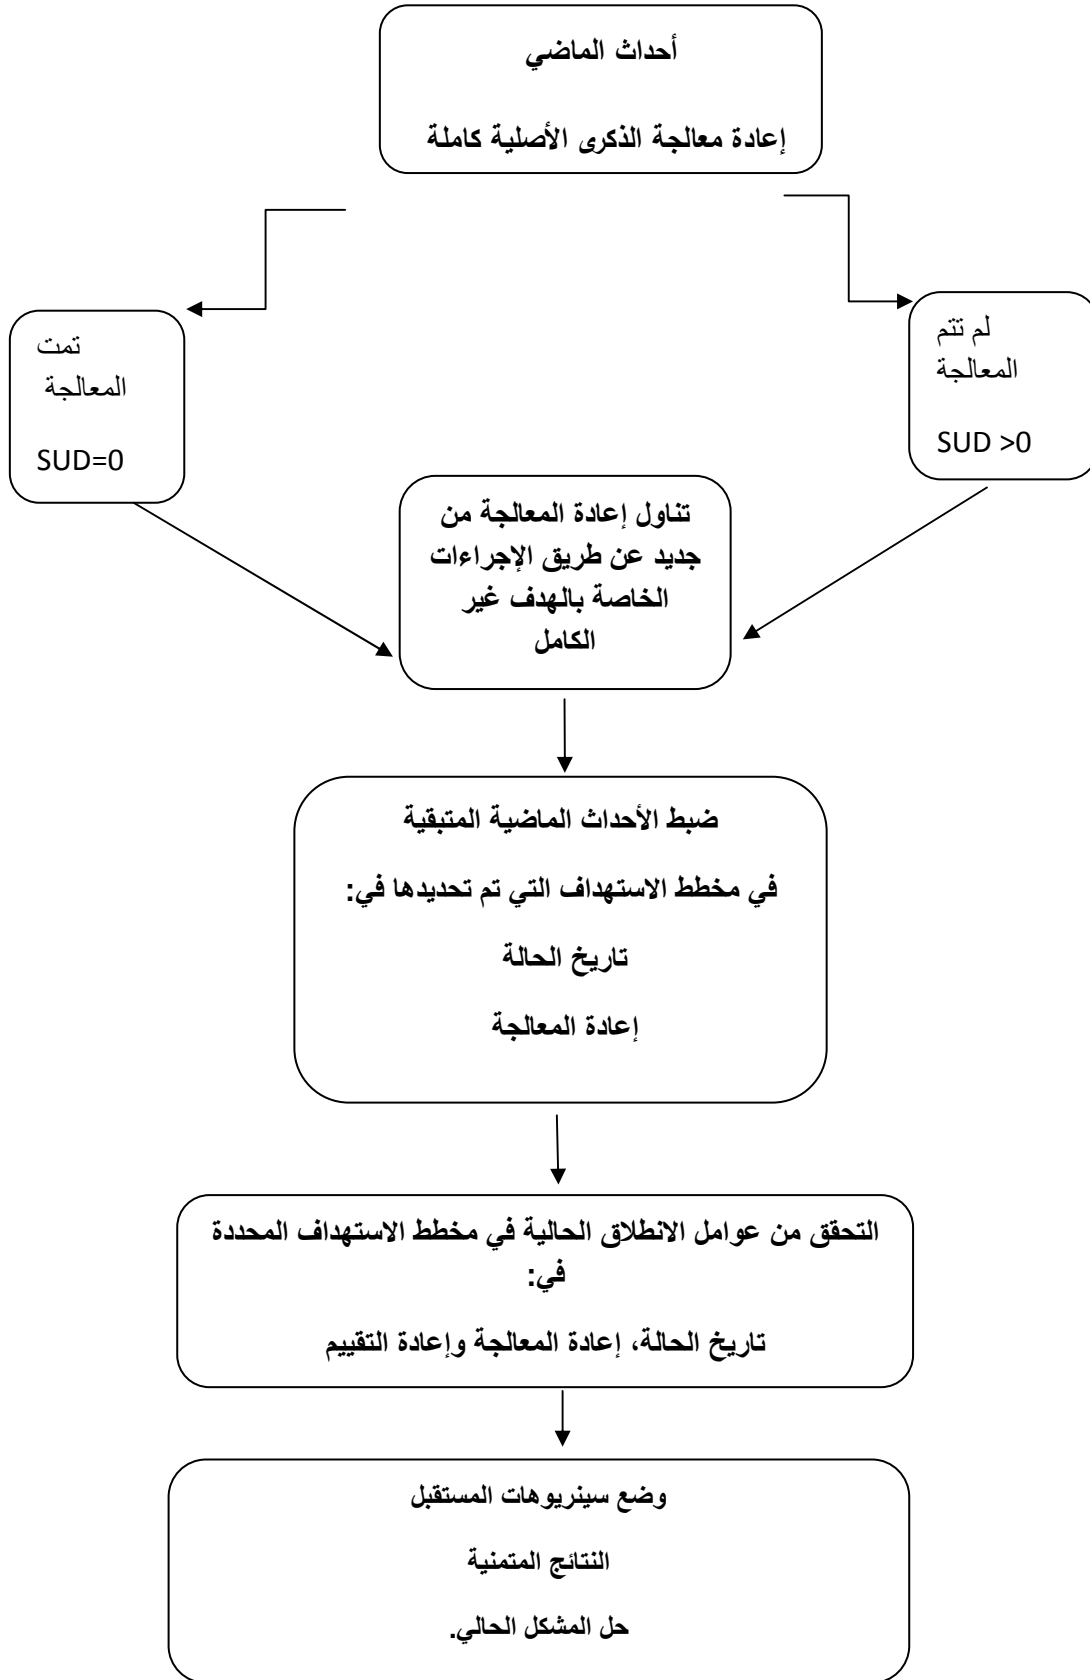 أحداث الماضي
إعادة معالجة الذكرى الأصلية كاملة
لم تتم
المعالجة
SUD >0
تمت
المعالجة
SUD=0
تناول إعادة المعالجة من
جديد عن طريق الإجراءات
الخاصة بالهدف غير
الكامل
ضبط الأحداث الماضية المتبقية
في مخطط الاستهداف التي تم تحديدها في:
تاريخ الحالة
إعادة المعالجة
التحقق من عوامل الانطلاق الحالية في مخطط الاستهداف المحددة
في:
تاريخ الحالة، إعادة المعالجة وإعادة التقييم
وضع سينريوهات المستقبل
النتائج المتمنية
حل المشكل الحالي.